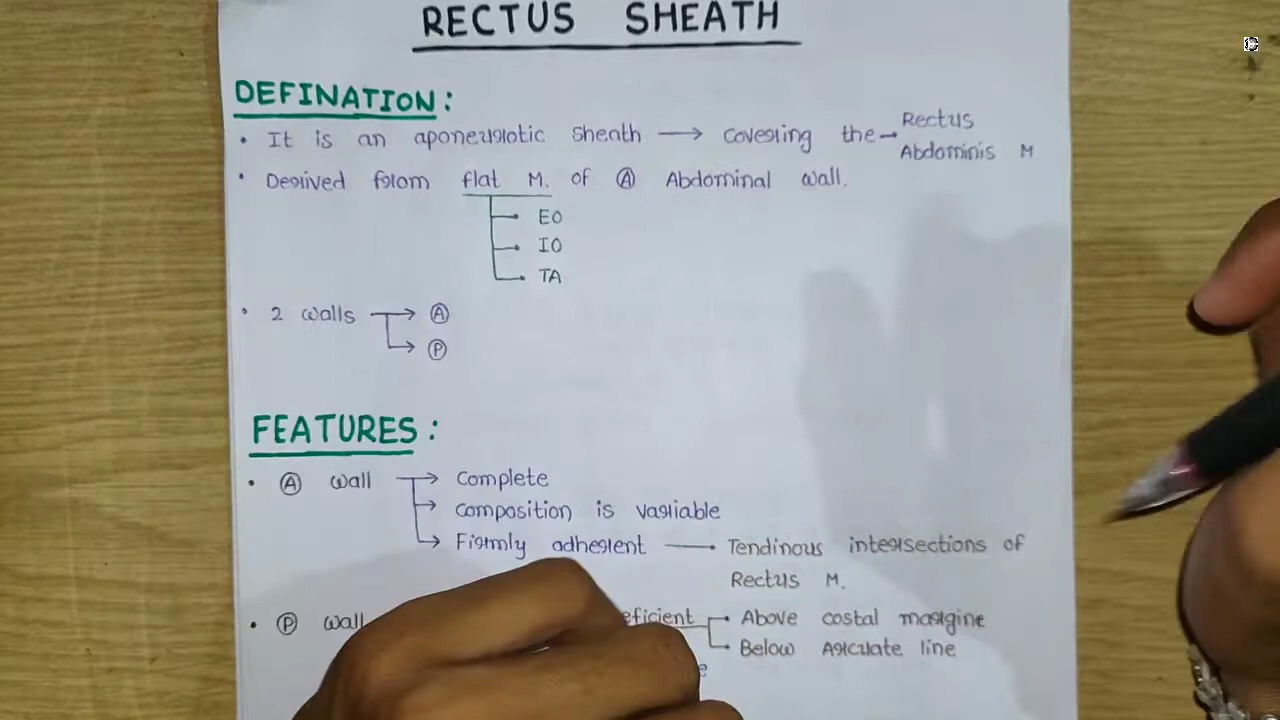 RECTUS SHEATH
DEFINATION:
• It is an aponeurotic sheath → covering the – Rectus
Abdominis M
• Derived from flat M. of Ⓐ Abdominal wall.
EO
IO
TA
• 2 walls → Ⓐ
→ Ⓟ
FEATURES:
• Ⓐ wall → Complete
→ Composition is variable
→ Firmly adherent — Tendinous intersections of
Rectus M.
• Ⓟ wall eficient Above costal margine
Below Arcuate line